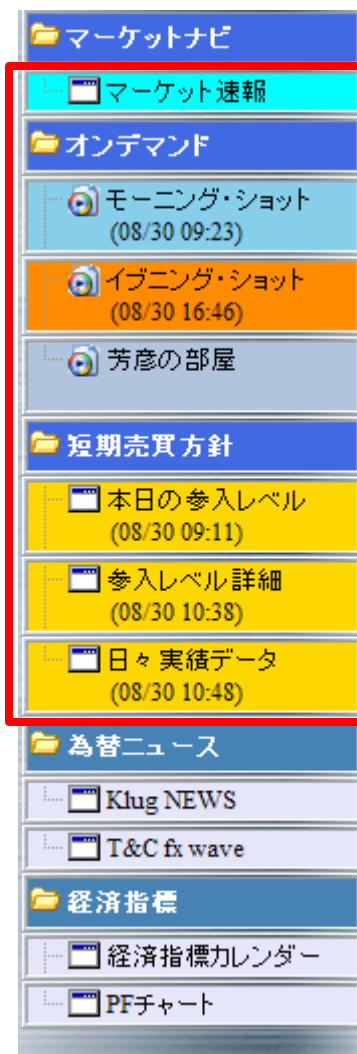 マーケットナビ
マーケット速報
オンデマンド
モーニング・ショット
(08/30 09:23)
イブニング・ショット
(08/30 16:46)
芳彦の部屋
短期売買方針
本日の参入レベル
(08/30 09:11)
参入レベル詳細
(08/30 10:38)
日々実績データ
(08/30 10:48)
為替ニュース
Klug NEWS
T&C fx wave
経済指標
経済指標カレンダー
PFチャート